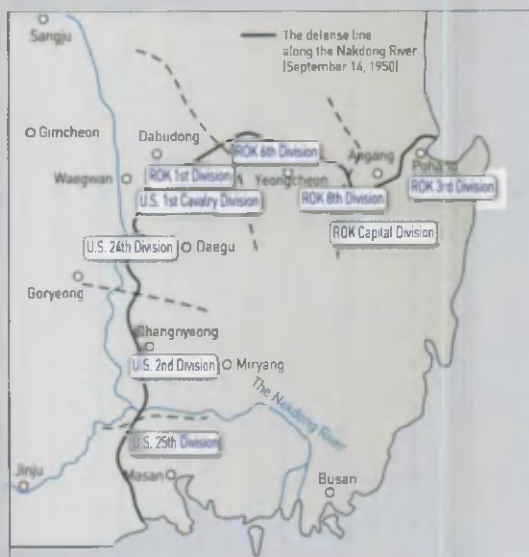 Sangju
The defense line
along the Nakdong River
(September 14, 1950)
Gimcheon
Dabudong
ROK 6th Division
Angang
ROK 1st Division
Yeongcheon
Waegwan
ROK 3rd Division
U.S. 1st Cavalry Division
ROK 8th Division
ROK Capital Division
U.S. 24th Division
Daegu
Goryeong
Changnyeong
U.S. 2nd Division
Miryang
The Nakdong River
U.S. 25th Division
Jinju
Masan
Busan